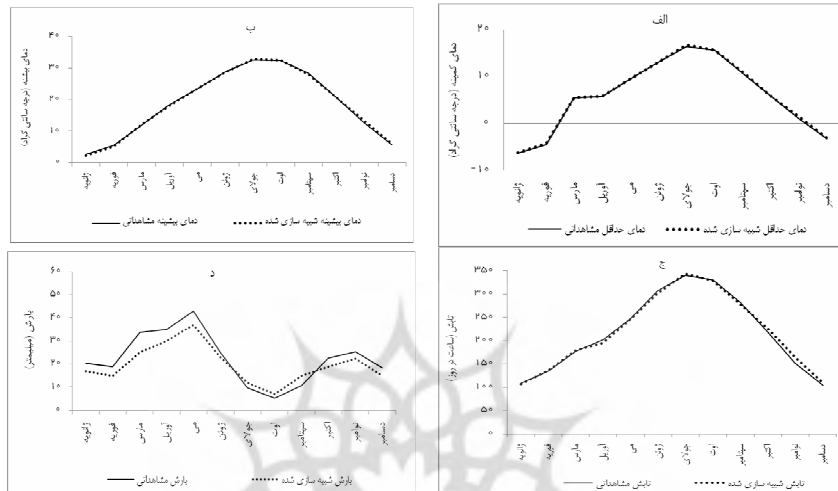 الف
دمای کمینه (درجه سانتی گراد)
۲۰
۱۰
۰
-۱۰
ژانویه
فوریه
مارس
آوریل
می
ژوئن
جولای
اوت
سپتامبر
اکتبر
نوامبر
دسامبر
دمای حداقل مشاهداتی
دمای حداقل شبیه سازی شده
ب
دمای بیشنه (درجه سانتی گراد)
۴۰
۳۰
۲۰
۱۰
۰
ژانویه
فوریه
مارس
آوریل
می
ژوئن
جولای
اوت
سپتامبر
اکتبر
نوامبر
دسامبر
دمای بیشینه مشاهداتی
دمای بیشینه شبیه سازی شده
ج
تابش (ساعت در روز)
۳۵۰
۳۰۰
۲۵۰
۲۰۰
۱۵۰
۱۰۰
۵۰
۰
ژانویه
فوریه
مارس
آوریل
می
ژوئن
جولای
اوت
سپتامبر
اکتبر
نوامبر
دسامبر
تابش مشاهداتی
تابش شبیه سازی شده
د
بارش (میلیمتر)
۶۰
۵۰
۴۰
۳۰
۲۰
۱۰
۰
ژانویه
فوریه
مارس
آوریل
می
ژوئن
جولای
اوت
سپتامبر
اکتبر
نوامبر
دسامبر
بارش مشاهداتی
بارش شبیه سازی شده